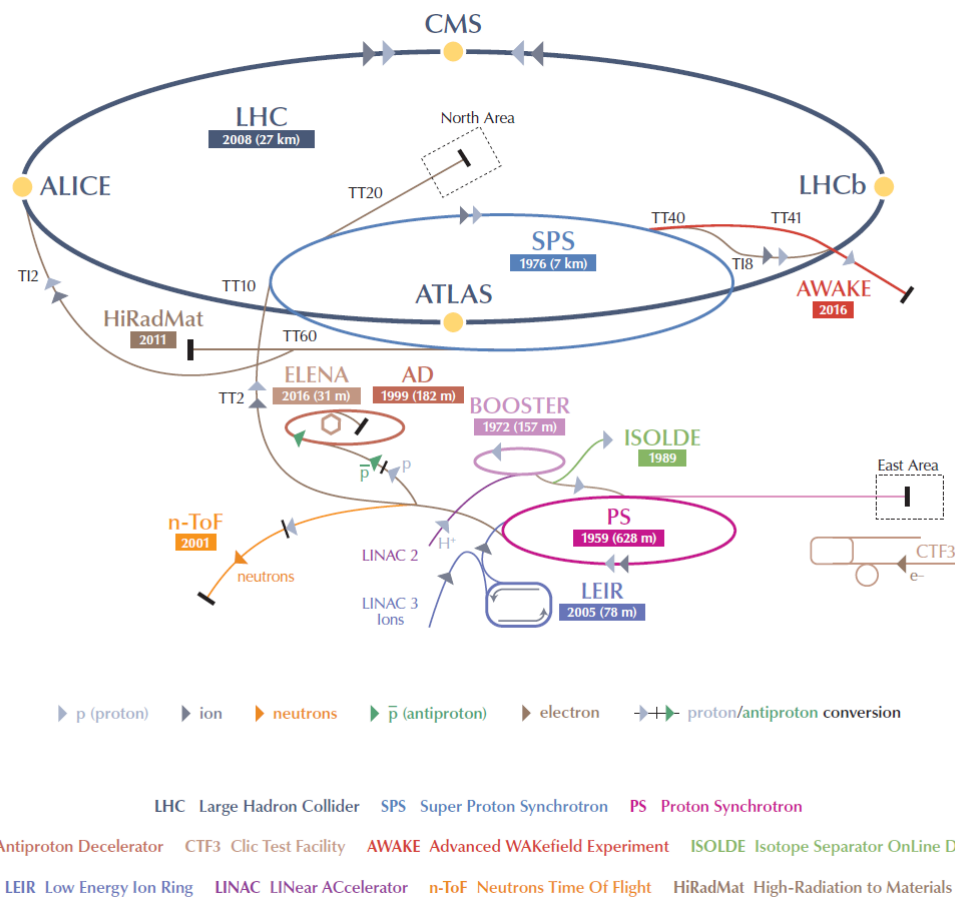 CMS
LHC
2008 (27 km)
North Area
ALICE
LHCb
TT20
TT40
TT41
SPS
1976 (7 km)
TI8
TI2
TT10
ATLAS
AWAKE
2016
HiRadMat
2011
TT60
ELENA
2016 (31 m)
AD
1999 (182 m)
TT2
BOOSTER
1972 (157 m)
ISOLDE
1989
p̅
p
East Area
n-ToF
2001
PS
1959 (628 m)
H⁺
LINAC 2
neutrons
CTF3
e–
LEIR
2005 (78 m)
LINAC 3
Ions
p (proton) ion neutrons p̅ (antiproton) electron proton/antiproton conversion
LHC Large Hadron Collider SPS Super Proton Synchrotron PS Proton Synchrotron
Antiproton Decelerator CTF3 Clic Test Facility AWAKE Advanced WAKefield Experiment ISOLDE Isotope Separator OnLine D
LEIR Low Energy Ion Ring LINAC LINear ACcelerator n-ToF Neutrons Time Of Flight HiRadMat High-Radiation to Materials